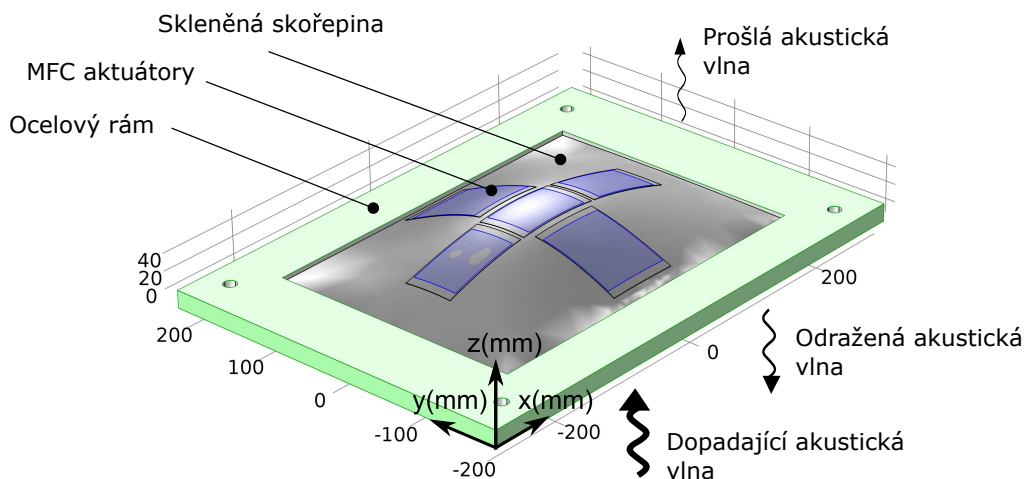 Skleněná skořepina
MFC aktuátory
Ocelový rám
Prošlá akustická
vlna
40
20
0
200
100
0
-100
-200
z(mm)
y(mm)
x(mm)
-200
0
200
Odražená akustická
vlna
Dopadající akustická
vlna